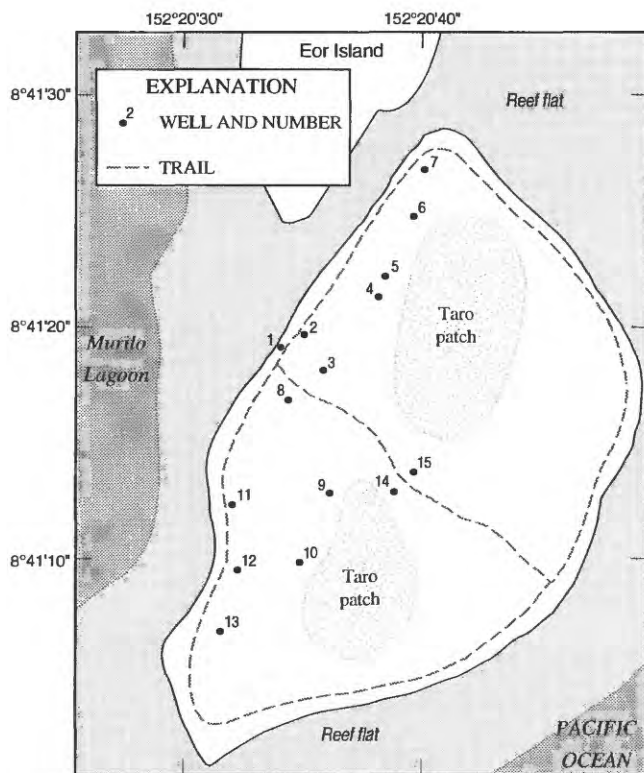 152°20'30"
152°20'40"
Eor Island
8°41'30"
EXPLANATION
2
WELL AND NUMBER
TRAIL
Reef flat
7
6
5
4
Taro
patch
8°41'20"
1
2
3
Murilo
Lagoon
8
15
14
9
11
8°41'10"
12
10
Taro
patch
13
Reef flat
PACIFIC
OCEAN